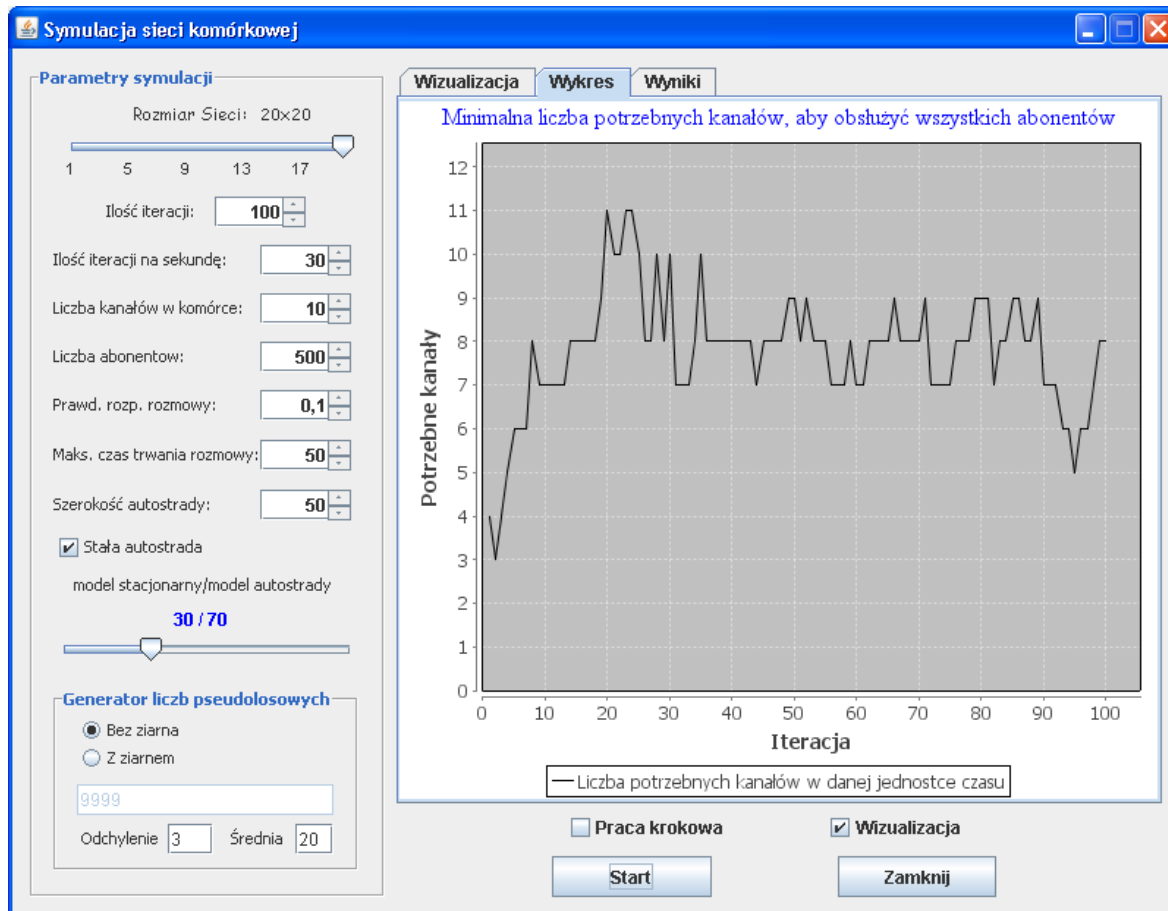 Symulacja sieci komórkowej
Parametry symulacji
Rozmiar Sieci: 20x20
1 5 9 13 17
Ilość iteracji: 100
Ilość iteracji na sekundę: 30
Liczba kanałów w komórce: 10
Liczba abonentow: 500
Prawd. rozp. rozmowy: 0,1
Maks. czas trwania rozmowy: 50
Szerokość autostrady: 50
Stała autostrada
model stacjonarny/model autostrady
30 / 70
Generator liczb pseudolosowych
Bez ziarna
Z ziarnem
9999
Odchylenie 3 Średnia 20
Wizualizacja Wykres Wyniki
Minimalna liczba potrzebnych kanałów, aby obsłużyć wszystkich abonentów
Potrzebne kanały
12
11
10
9
8
7
6
5
4
3
2
1
0
0 10 20 30 40 50 60 70 80 90 100
Iteracja
Liczba potrzebnych kanałów w danej jednostce czasu
Praca krokowa Wizualizacja
Start Zamknij